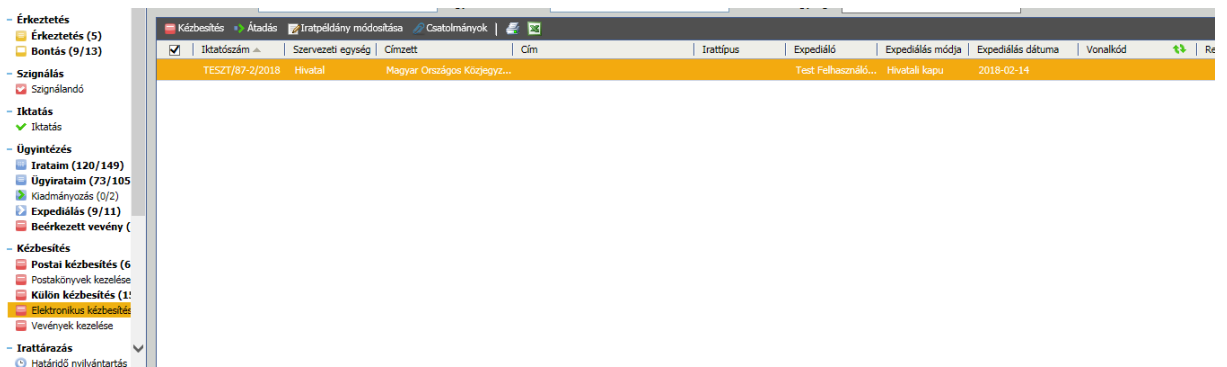 Érkeztetés
Érkeztetés (5)
Bontás (9/13)
Szignálás
Szignálandó
Iktatás
Iktatás
Ügyintézés
Irataim (120/149)
Ügyirataim (73/105
Kiadmányozás (0/2)
Expediálás (9/11)
Beérkezett vevény (
Kézbesítés
Postai kézbesítés (6
Postakönyvek kezelése
Külön kézbesítés (15
Elektronikus kézbesítés
Vevények kezelése
Irattárazás
Határidő nyilvántartás
Kézbesítés Átadás Iratpéldány módosítása Csatolmányok
Iktatószám Szervezeti egység Címzett Cím Irattípus Expediáló Expediálás módja Expediálás dátuma Vonalkód Re
TESZT/87-2/2018 Hivatal Magyar Országos Közjegyz... Test Felhasználó... Hivatali kapu 2018-02-14